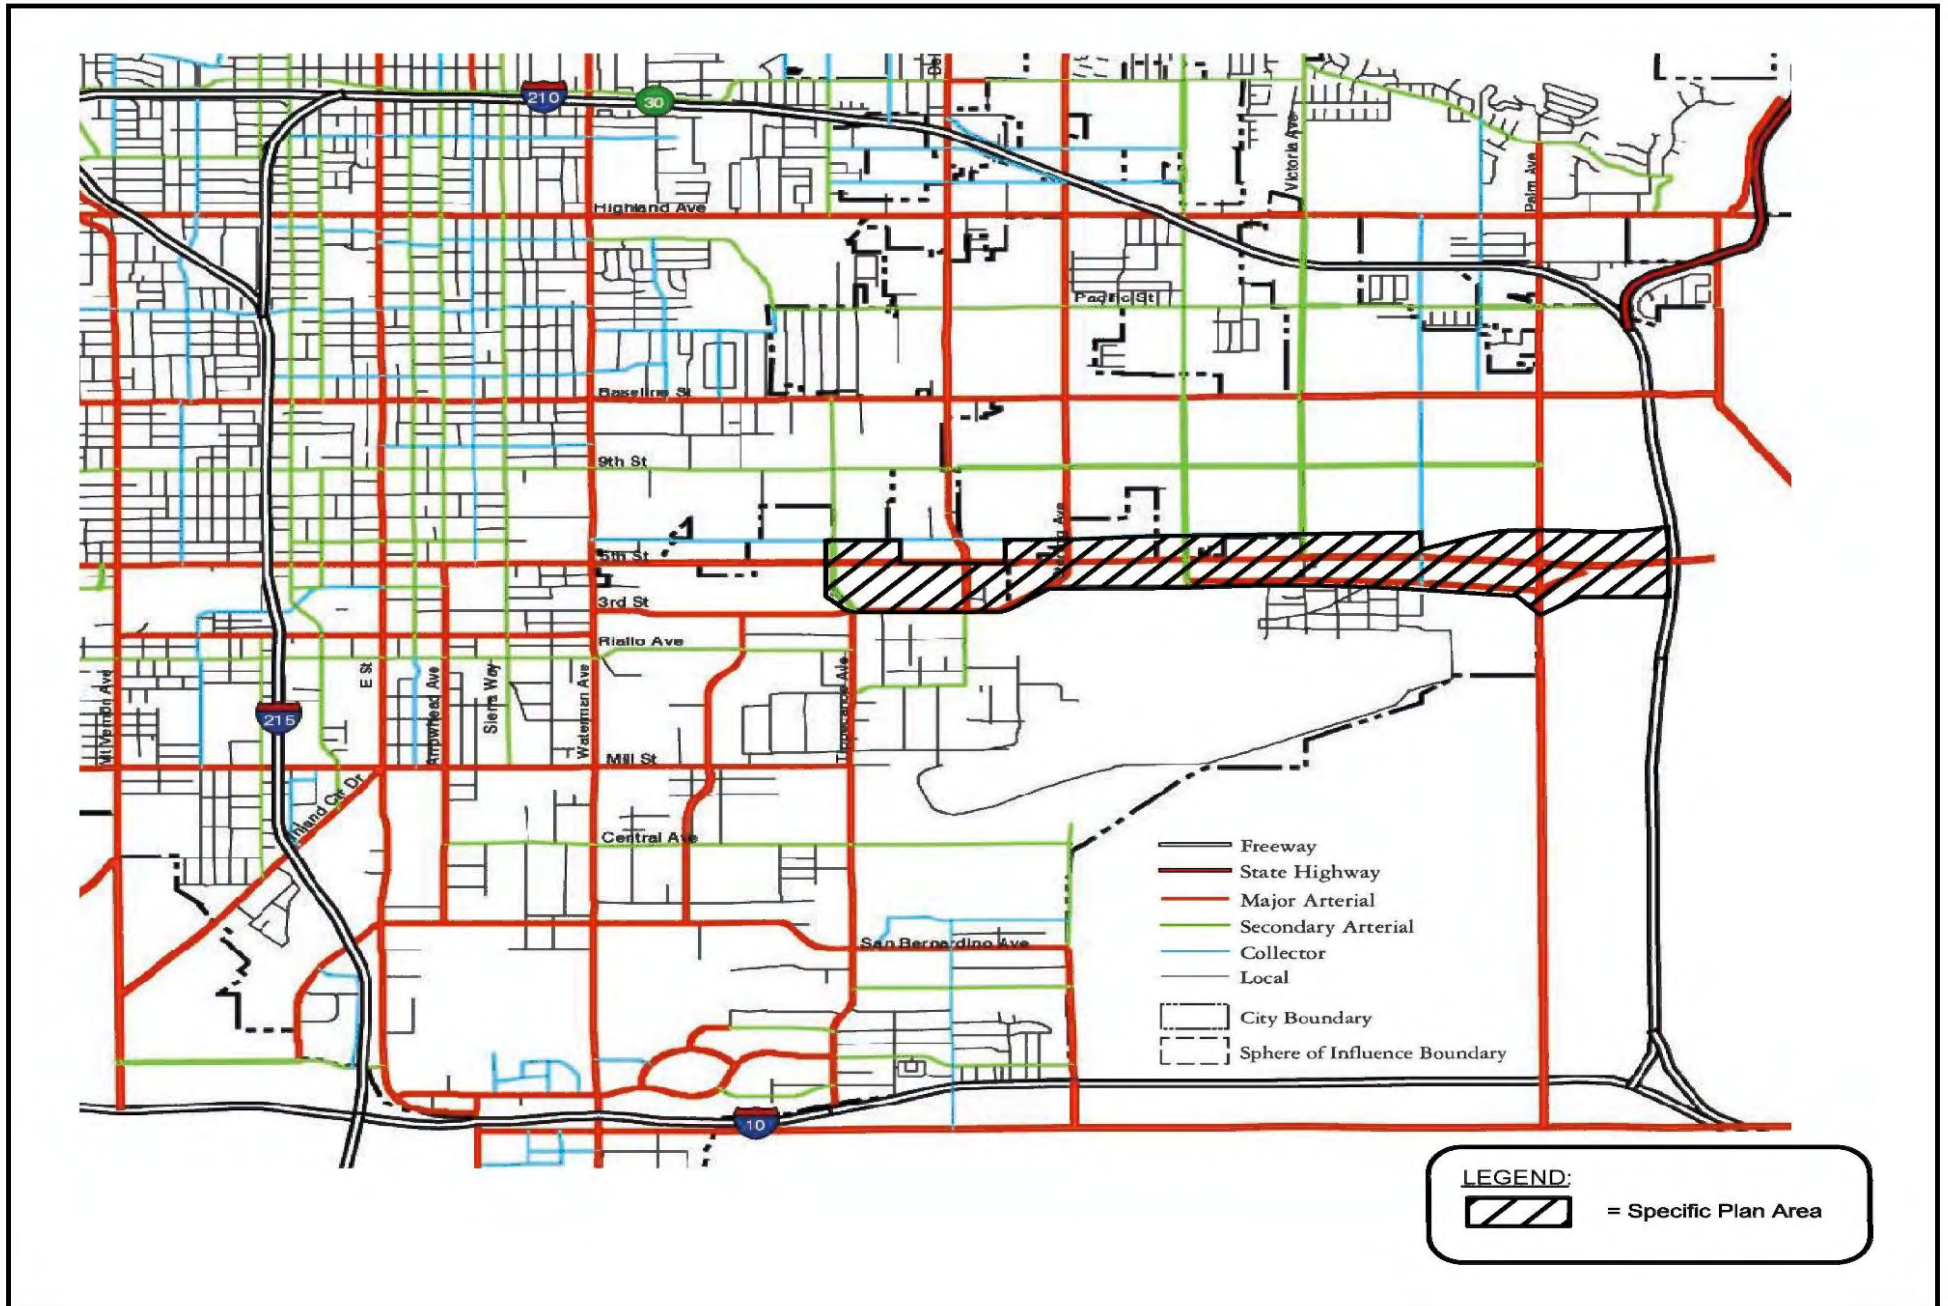 Del
210
30
Victoria Ave
Palm Ave
Highland Ave
Pacific St
Baseline St
9th St
5th St
3rd St
Rialto Ave
Mt Vernon Ave
E St
Arrowhead Ave
Sierra Way
Waterman Ave
Tippecanoe Ave
215
Mill St
Inland Ctr Dr
Central Ave
San Bernardino Ave
10
Freeway
State Highway
Major Arterial
Secondary Arterial
Collector
Local
City Boundary
Sphere of Influence Boundary
LEGEND:
= Specific Plan Area